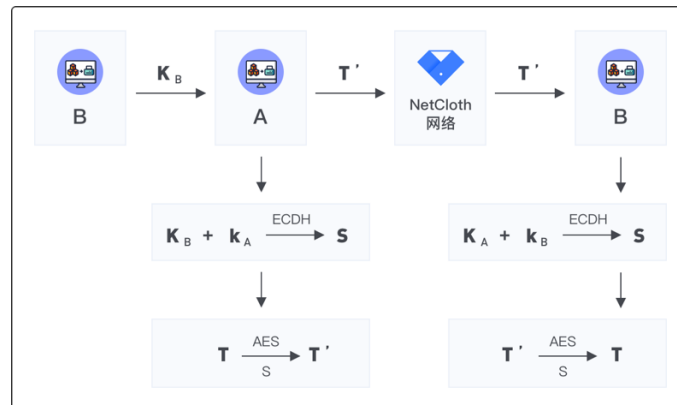 K B
T ’
T ’
B
A
NetCloth
网络
B
K B + k A ECDH S
K A + k B ECDH S
T AES T ’
S
T ’ AES T
S